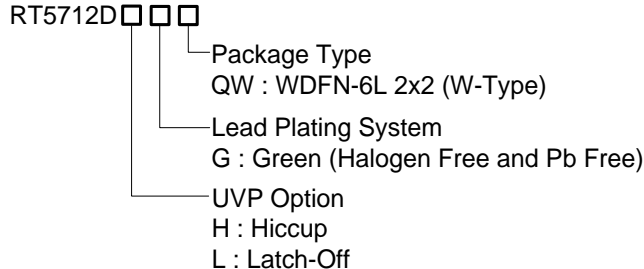 RT5712D
Package Type
QW : WDFN-6L 2x2 (W-Type)
Lead Plating System
G : Green (Halogen Free and Pb Free)
UVP Option
H : Hiccup
L : Latch-Off